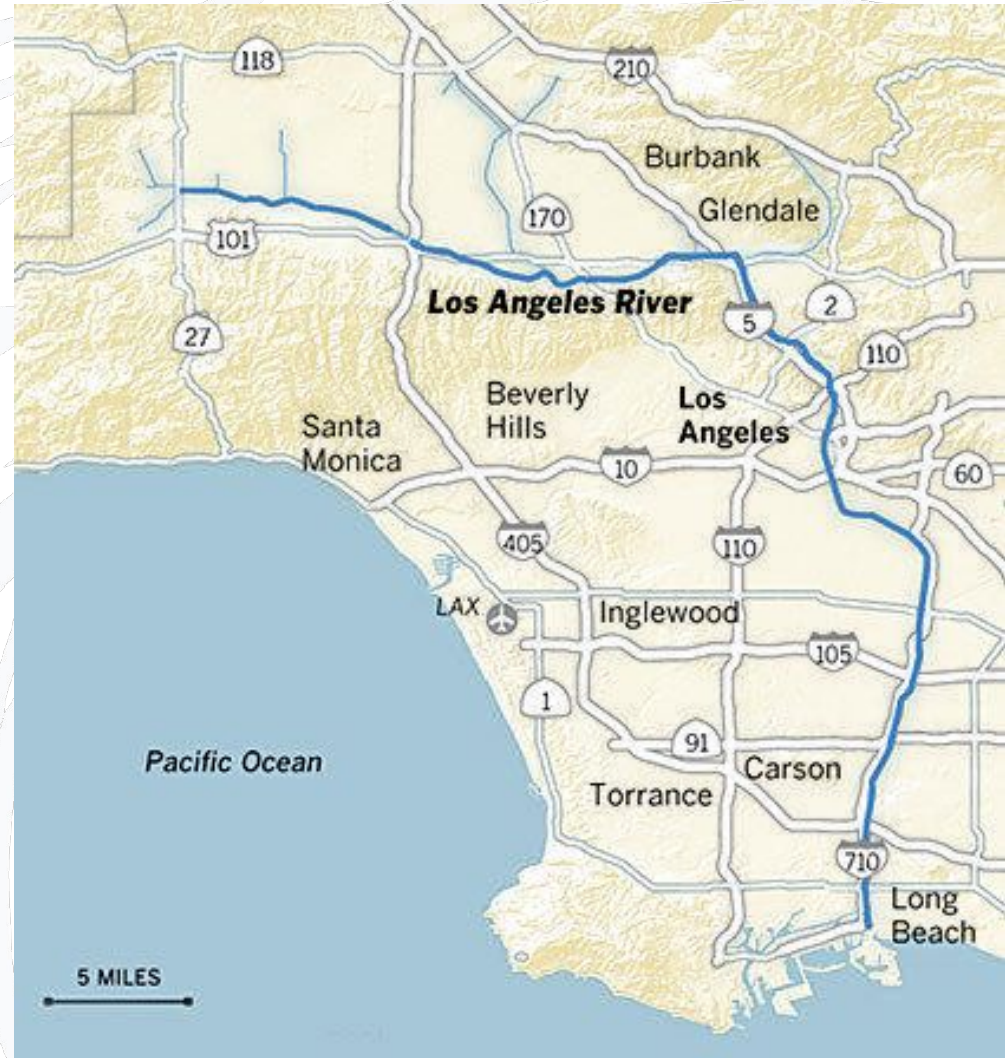 118
210
Burbank
Glendale
170
101
Los Angeles River
5
2
27
110
Beverly
Hills
Los
Angeles
Santa
Monica
10
60
405
110
LAX
Inglewood
105
1
91
Pacific Ocean
Carson
Torrance
710
Long
Beach
5 MILES